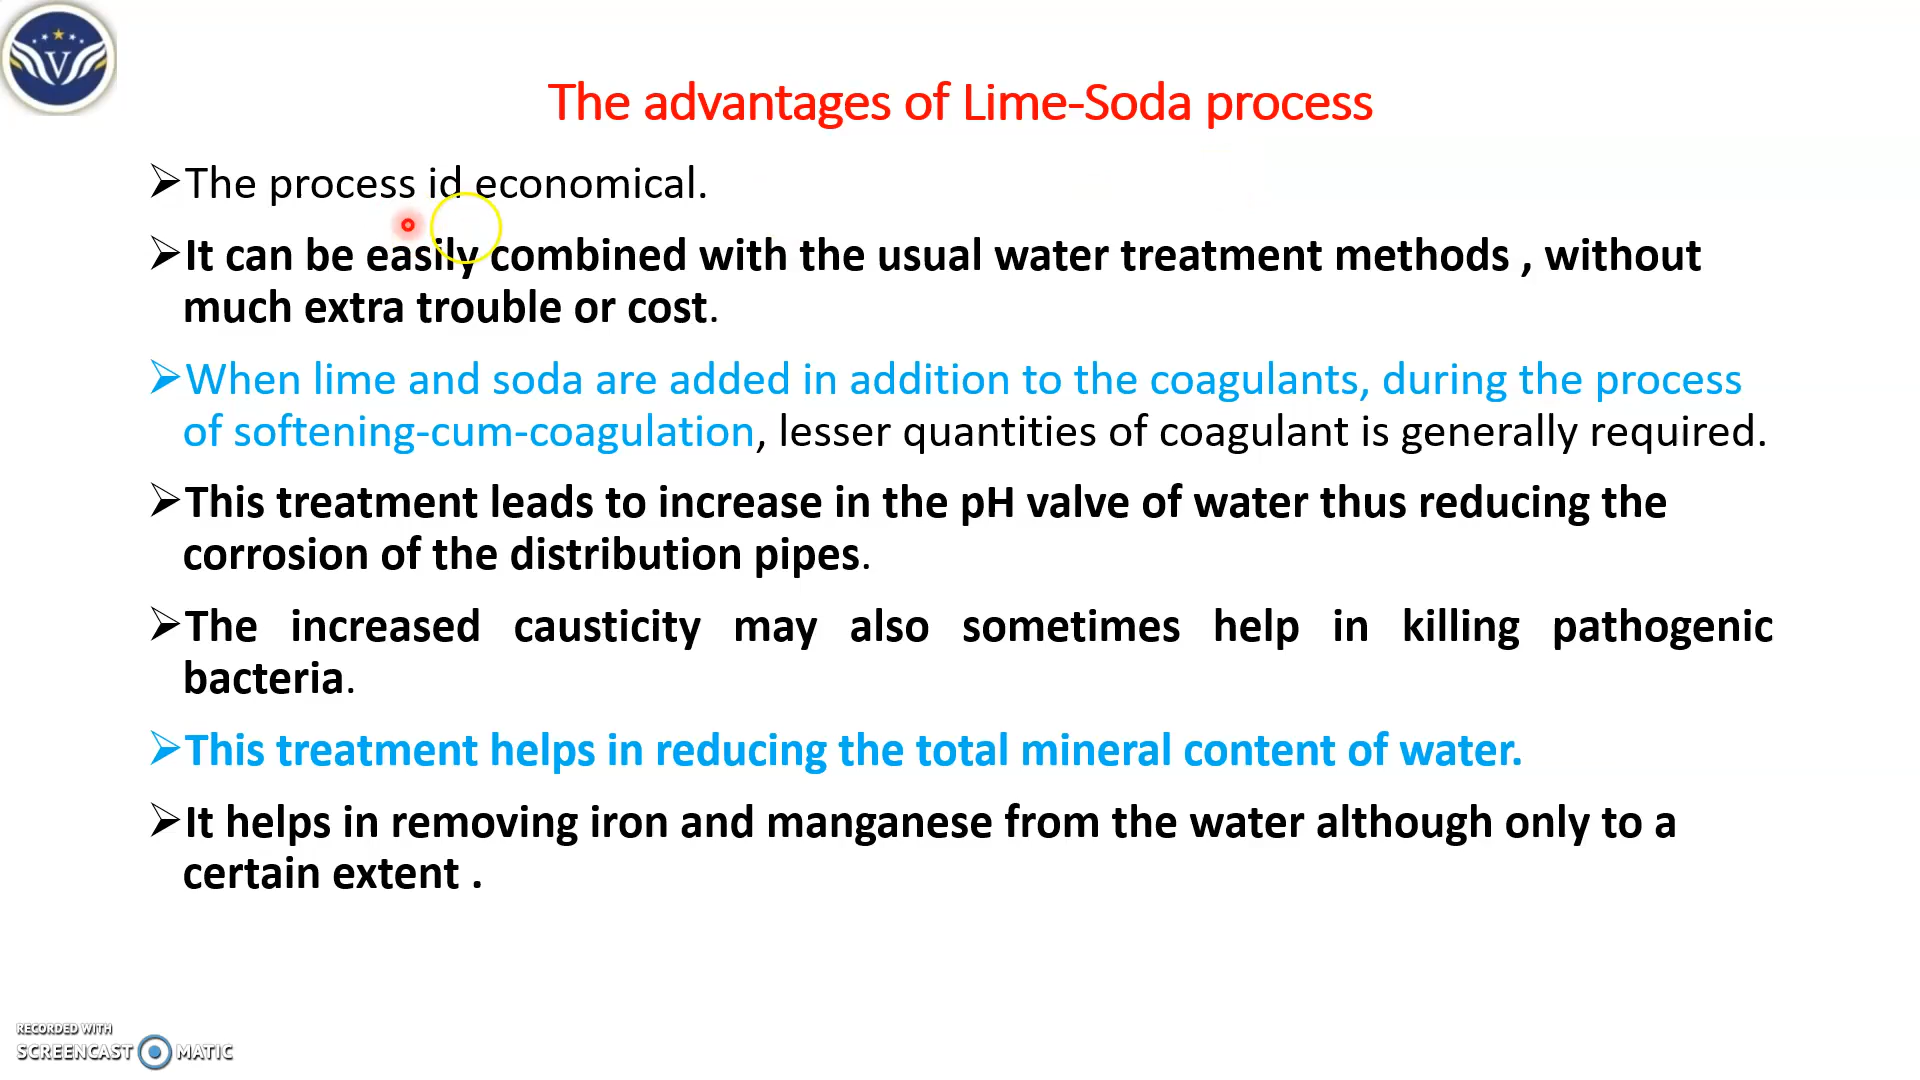 V
The advantages of Lime-Soda process
➢The process id economical.
➢It can be easily combined with the usual water treatment methods , without
much extra trouble or cost.
➢When lime and soda are added in addition to the coagulants, during the process
of softening-cum-coagulation, lesser quantities of coagulant is generally required.
➢This treatment leads to increase in the pH valve of water thus reducing the
corrosion of the distribution pipes.
➢The increased causticity may also sometimes help in killing pathogenic
bacteria.
➢This treatment helps in reducing the total mineral content of water.
➢It helps in removing iron and manganese from the water although only to a
certain extent .
RECORDED WITH
SCREENCAST MATIC